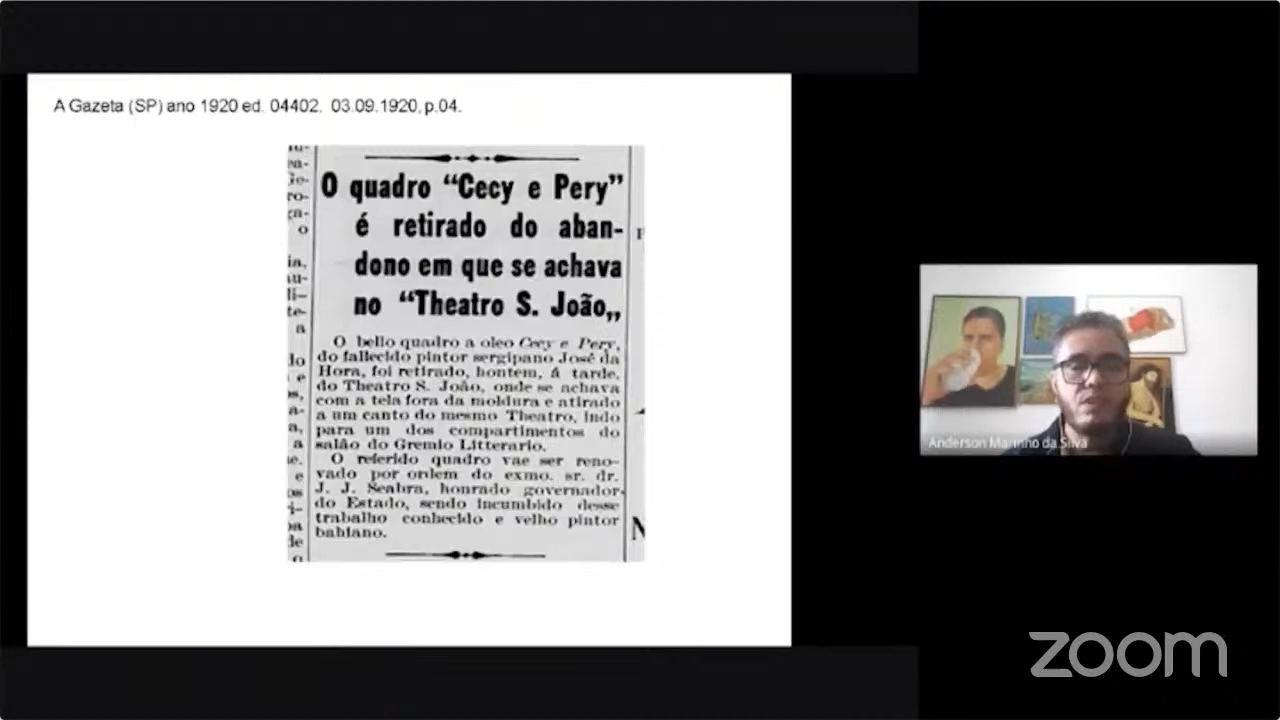 A Gazeta (SP) ano 1920 ed. 04402. 03.09.1920, p.04.
O quadro “Cecy e Pery”
é retirado do aban-
dono em que se achava
no “Theatro S. João„
O bello quadro a oleo Cecy e Pery,
do fallecido pintor sergipano José da
Hora, foi retirado, hontem, á tarde,
do Theatro S. João, onde se achava
com a tela fora da moldura e atirado
a um canto do mesmo Theatro, indo
para um dos compartimentos do
salão do Gremio Litterario.
O referido quadro vae ser reno-
vado por ordem do exmo. sr. dr.
J. J. Seabra, honrado governador
do Estado, sendo incumbido desse
trabalho conhecido e velho pintor
bahiano.
Anderson Marinho da Silva
zoom